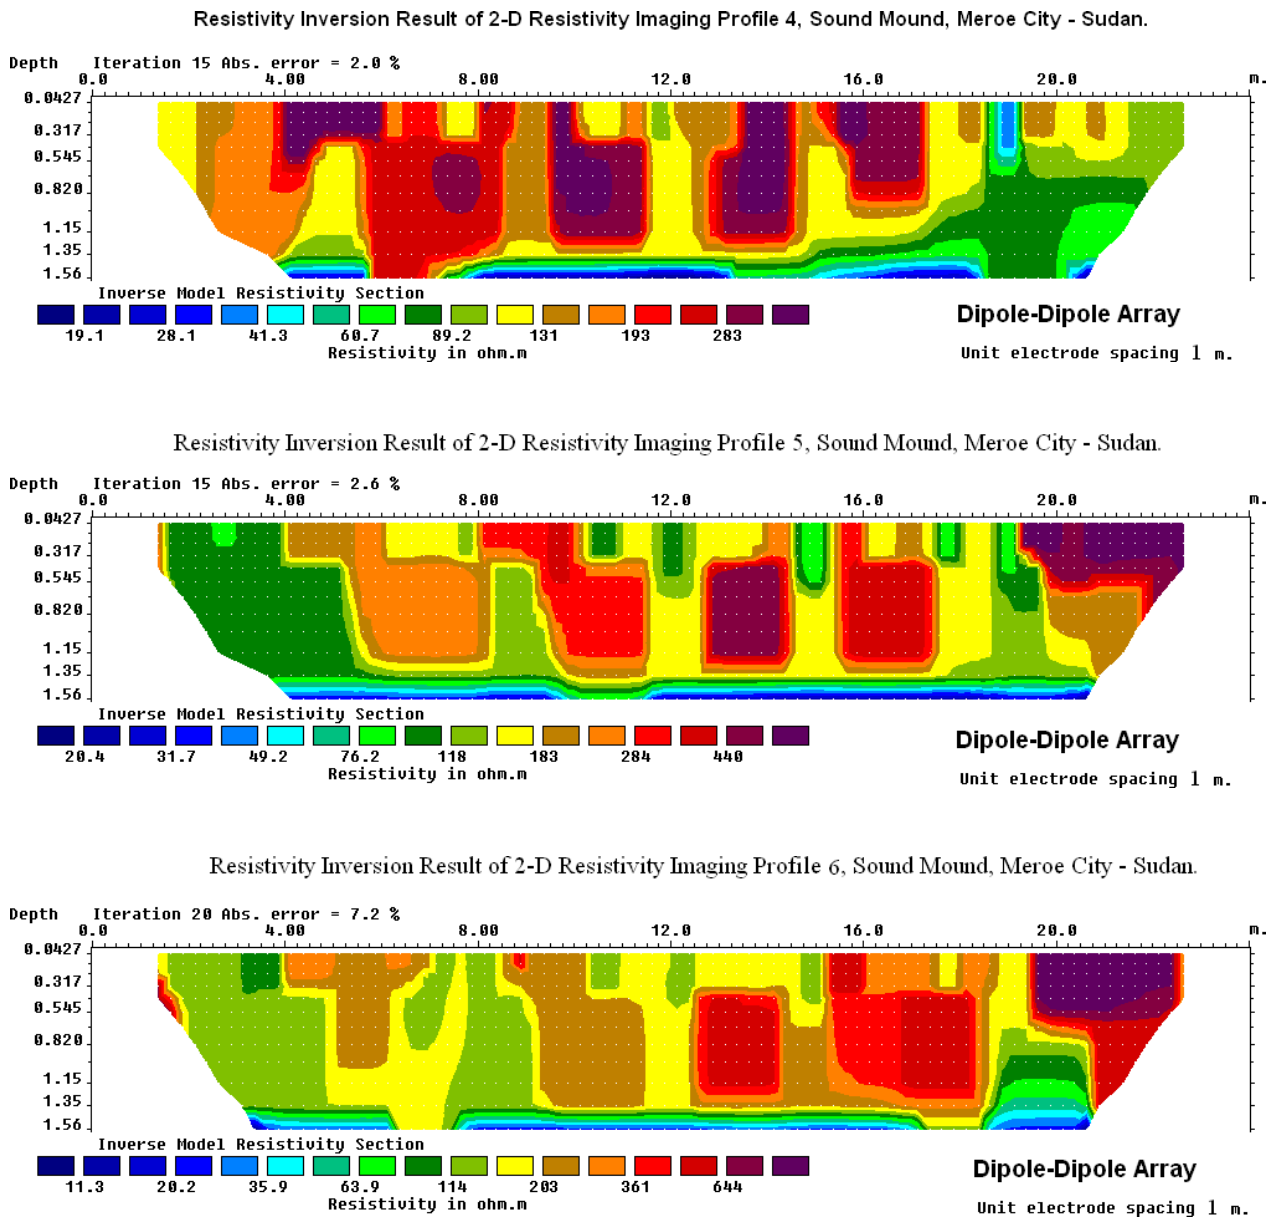 Resistivity Inversion Result of 2-D Resistivity Imaging Profile 4, Sound Mound, Meroe City - Sudan.
Depth Iteration 15 Abs. error = 2.0 %
0.0 4.00 8.00 12.0 16.0 20.0 m.
0.0427
0.317
0.545
0.820
1.15
1.35
1.56
Inverse Model Resistivity Section
19.1 28.1 41.3 60.7 89.2 131 193 283
Resistivity in ohm.m
Dipole-Dipole Array
Unit electrode spacing 1 m.
Resistivity Inversion Result of 2-D Resistivity Imaging Profile 5, Sound Mound, Meroe City - Sudan.
Depth Iteration 15 Abs. error = 2.6 %
0.0 4.00 8.00 12.0 16.0 20.0 m.
0.0427
0.317
0.545
0.820
1.15
1.35
1.56
Inverse Model Resistivity Section
20.4 31.7 49.2 76.2 118 183 284 440
Resistivity in ohm.m
Dipole-Dipole Array
Unit electrode spacing 1 m.
Resistivity Inversion Result of 2-D Resistivity Imaging Profile 6, Sound Mound, Meroe City - Sudan.
Depth Iteration 20 Abs. error = 7.2 %
0.0 4.00 8.00 12.0 16.0 20.0 m.
0.0427
0.317
0.545
0.820
1.15
1.35
1.56
Inverse Model Resistivity Section
11.3 20.2 35.9 63.9 114 203 361 644
Resistivity in ohm.m
Dipole-Dipole Array
Unit electrode spacing 1 m.